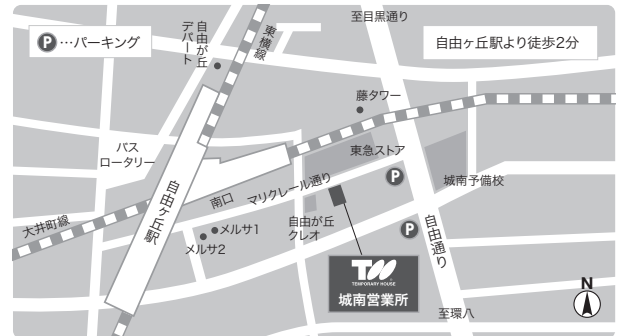 P…パーキング
自由が丘
デパート
東横線
至目黒通り
自由ヶ丘駅より徒歩2分
藤タワー
バス
ロータリー
東急ストア
P
城南予備校
マリクレール通り
南口
大井町線
自由ヶ丘駅
メルサ1
メルサ2
自由が丘
クレオ
P
自由通り
TEMPORARY HOUSE
城南営業所
至環八
N